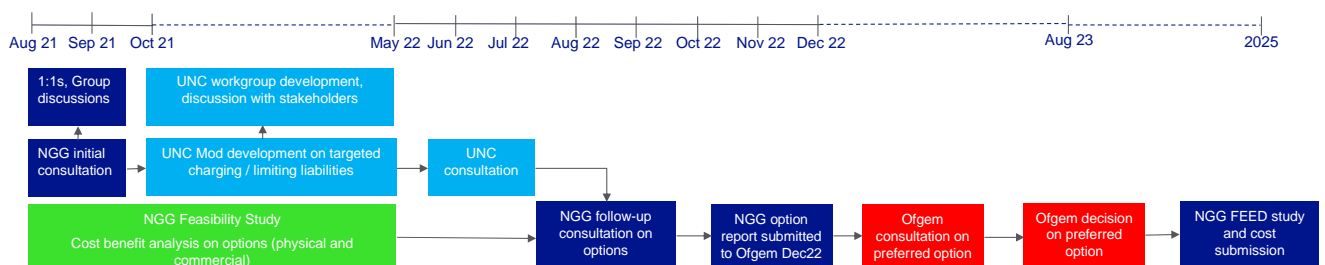 Aug 21 Sep 21 Oct 21 May 22 Jun 22 Jul 22 Aug 22 Sep 22 Oct 22 Nov 22 Dec 22 Aug 23 2025
1:1s, Group
discussions
UNC workgroup development,
discussion with stakeholders
NGG initial
consultation
UNC Mod development on targeted
charging / limiting liabilities
UNC
consultation
NGG Feasibility Study
Cost benefit analysis on options (physical and
commercial)
NGG follow-up
consultation on
options
NGG option
report submitted
to Ofgem Dec22
Ofgem
consultation on
preferred option
Ofgem decision
on preferred
option
NGG FEED study
and cost
submission